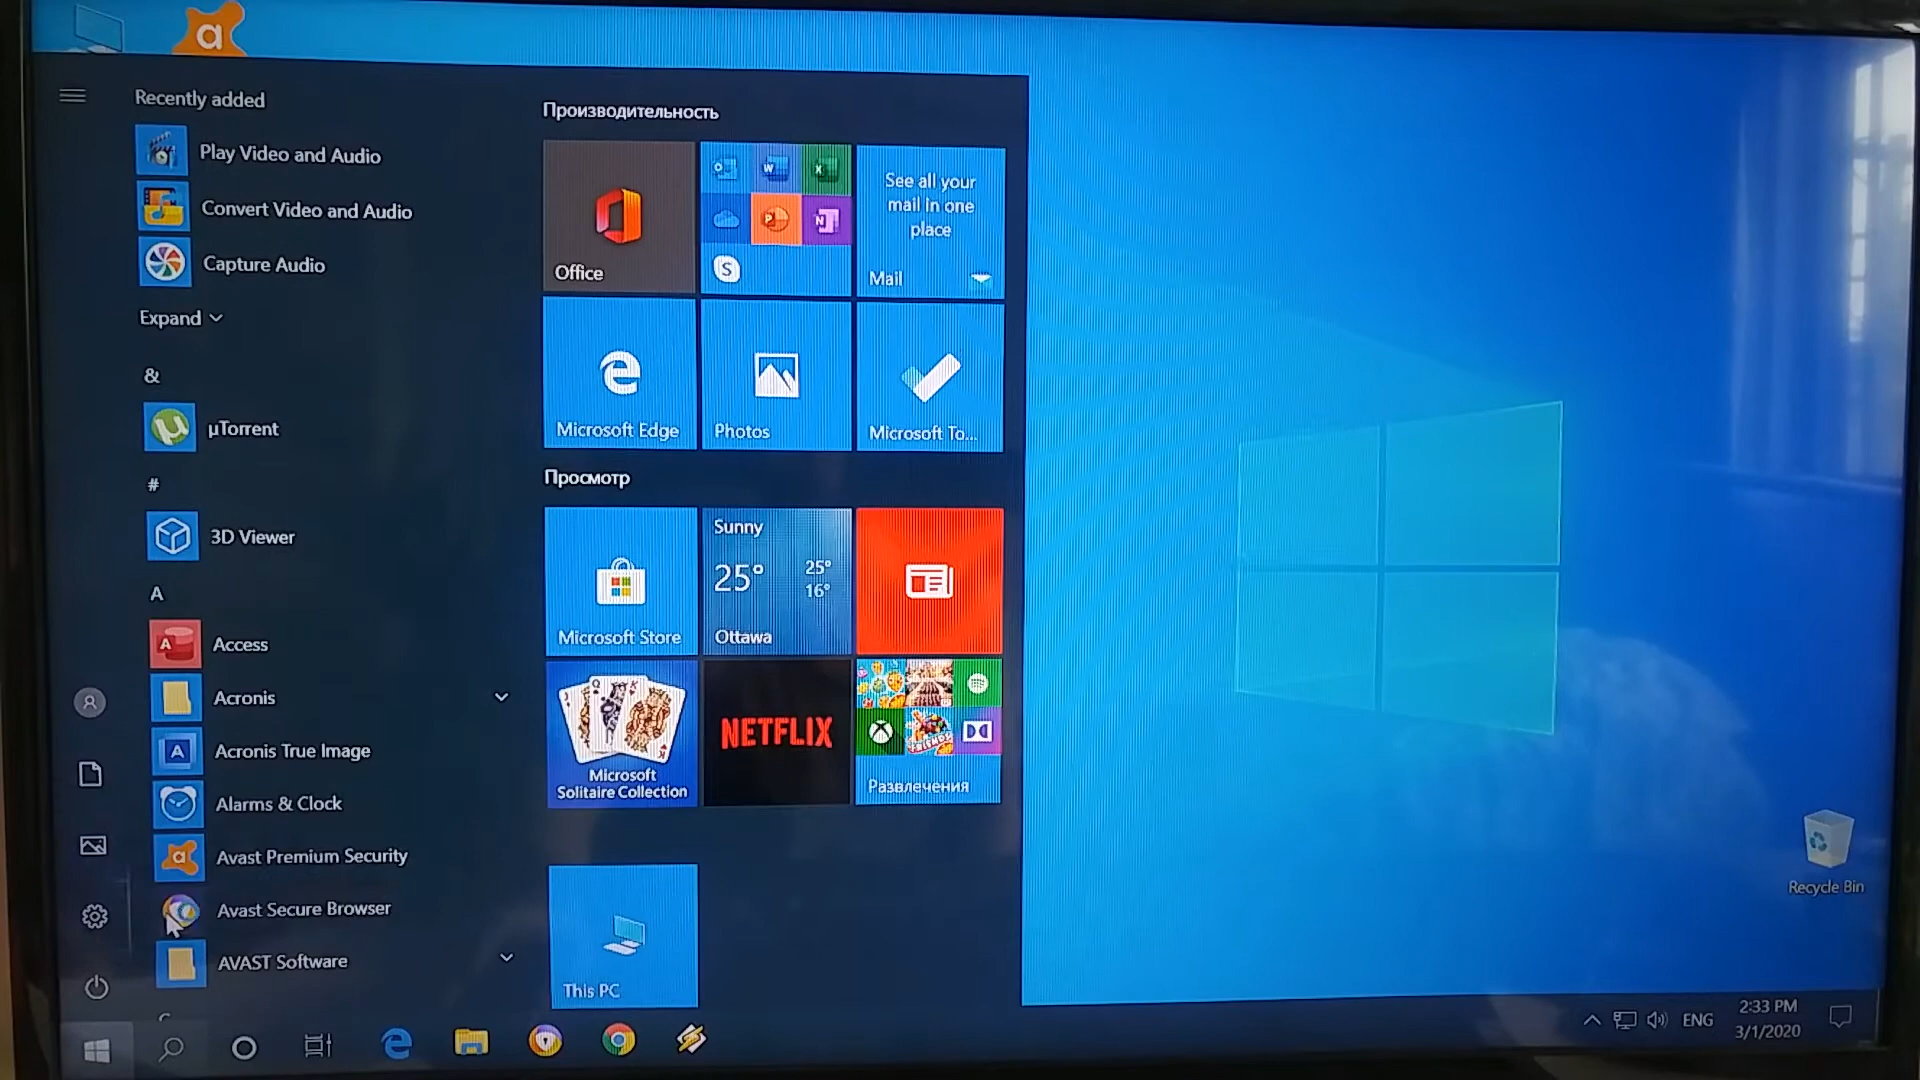 Recently added
Play Video and Audio
Convert Video and Audio
Capture Audio
Expand
&
µTorrent
#
3D Viewer
A
Access
Acronis
Acronis True Image
Alarms & Clock
Avast Premium Security
Avast Secure Browser
AVAST Software
Производительность
Office
See all your
mail in one
place
Mail
Microsoft Edge
Photos
Microsoft To...
Просмотр
Microsoft Store
Sunny
25°
25°
16°
Ottawa
Microsoft
Solitaire Collection
NETFLIX
Развлечения
This PC
Recycle Bin
ENG
2:33 PM
3/1/2020